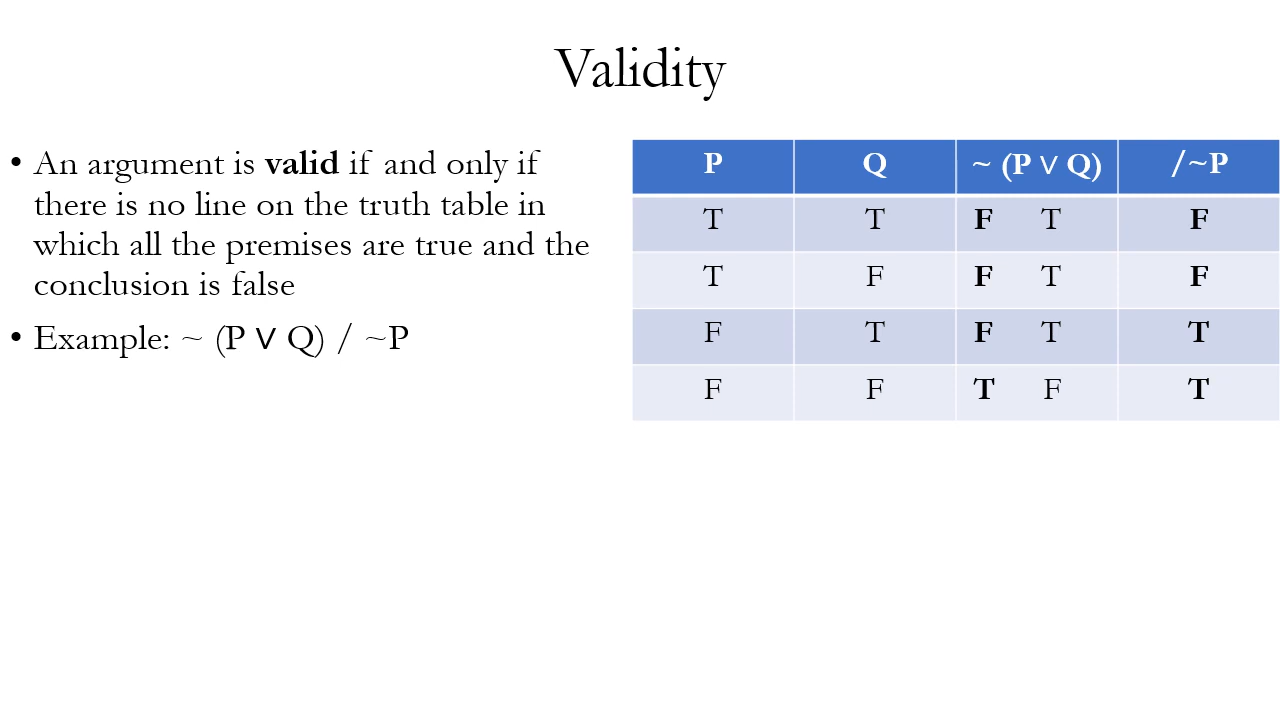 Validity
• An argument is valid if and only if
there is no line on the truth table in
which all the premises are true and the
conclusion is false
• Example: ~ (P ∨ Q) / ~P
P Q ~ (P ∨ Q) /~P
T T F T F
T F F T F
F T F T T
F F T F T